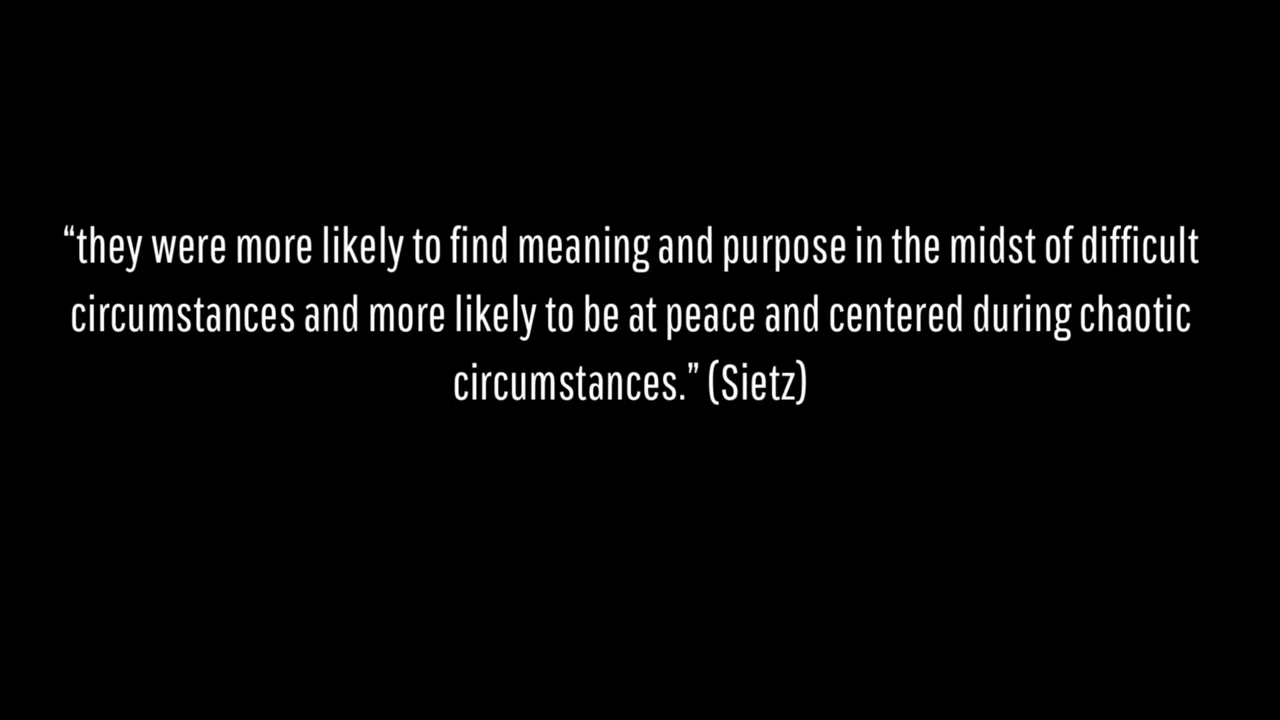 “they were more likely to find meaning and purpose in the midst of difficult
circumstances and more likely to be at peace and centered during chaotic
circumstances.” (Sietz)